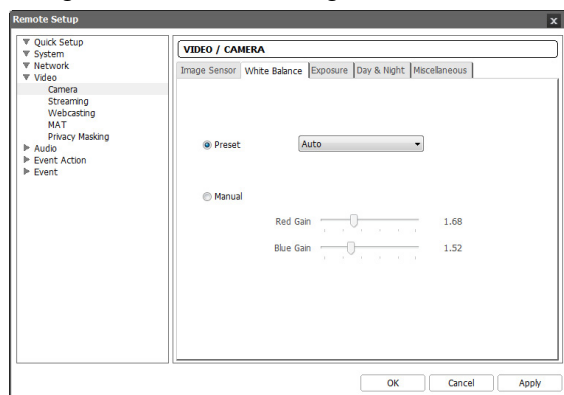 Remote Setup
x
Quick Setup
System
Network
Video
Camera
Streaming
Webcasting
MAT
Privacy Masking
Audio
Event Action
Event
VIDEO / CAMERA
Image Sensor White Balance Exposure Day & Night Miscellaneous
Preset Auto
Manual
Red Gain 1.68
Blue Gain 1.52
OK Cancel Apply